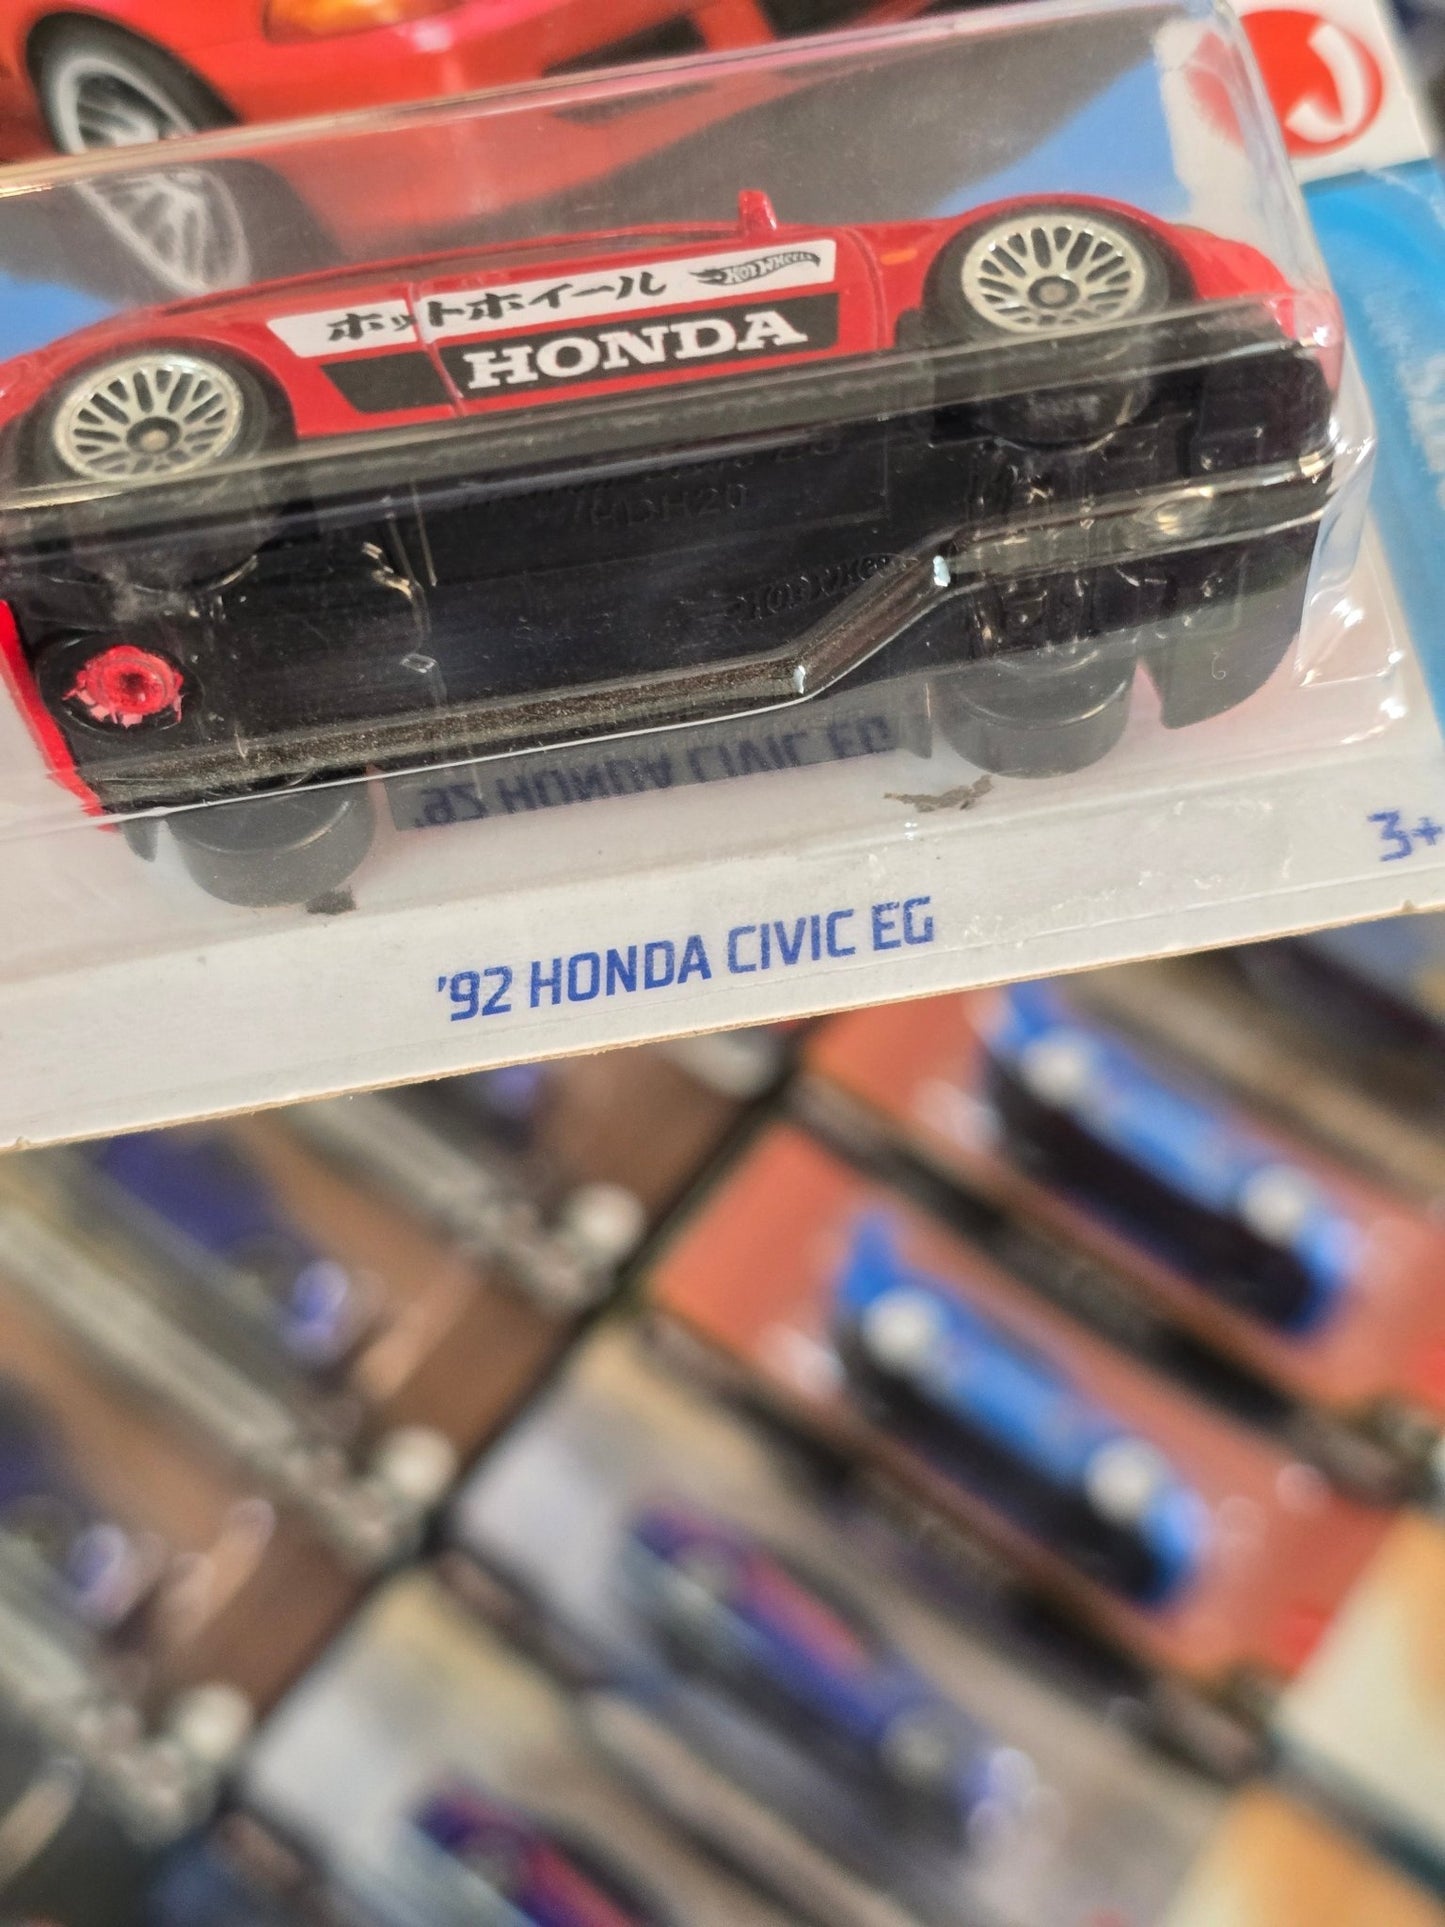 J
ホットホイール HOT WHEELS
HONDA
'92 HONDA CIVIC EG
'92 HONDA CIVIC EG
3+